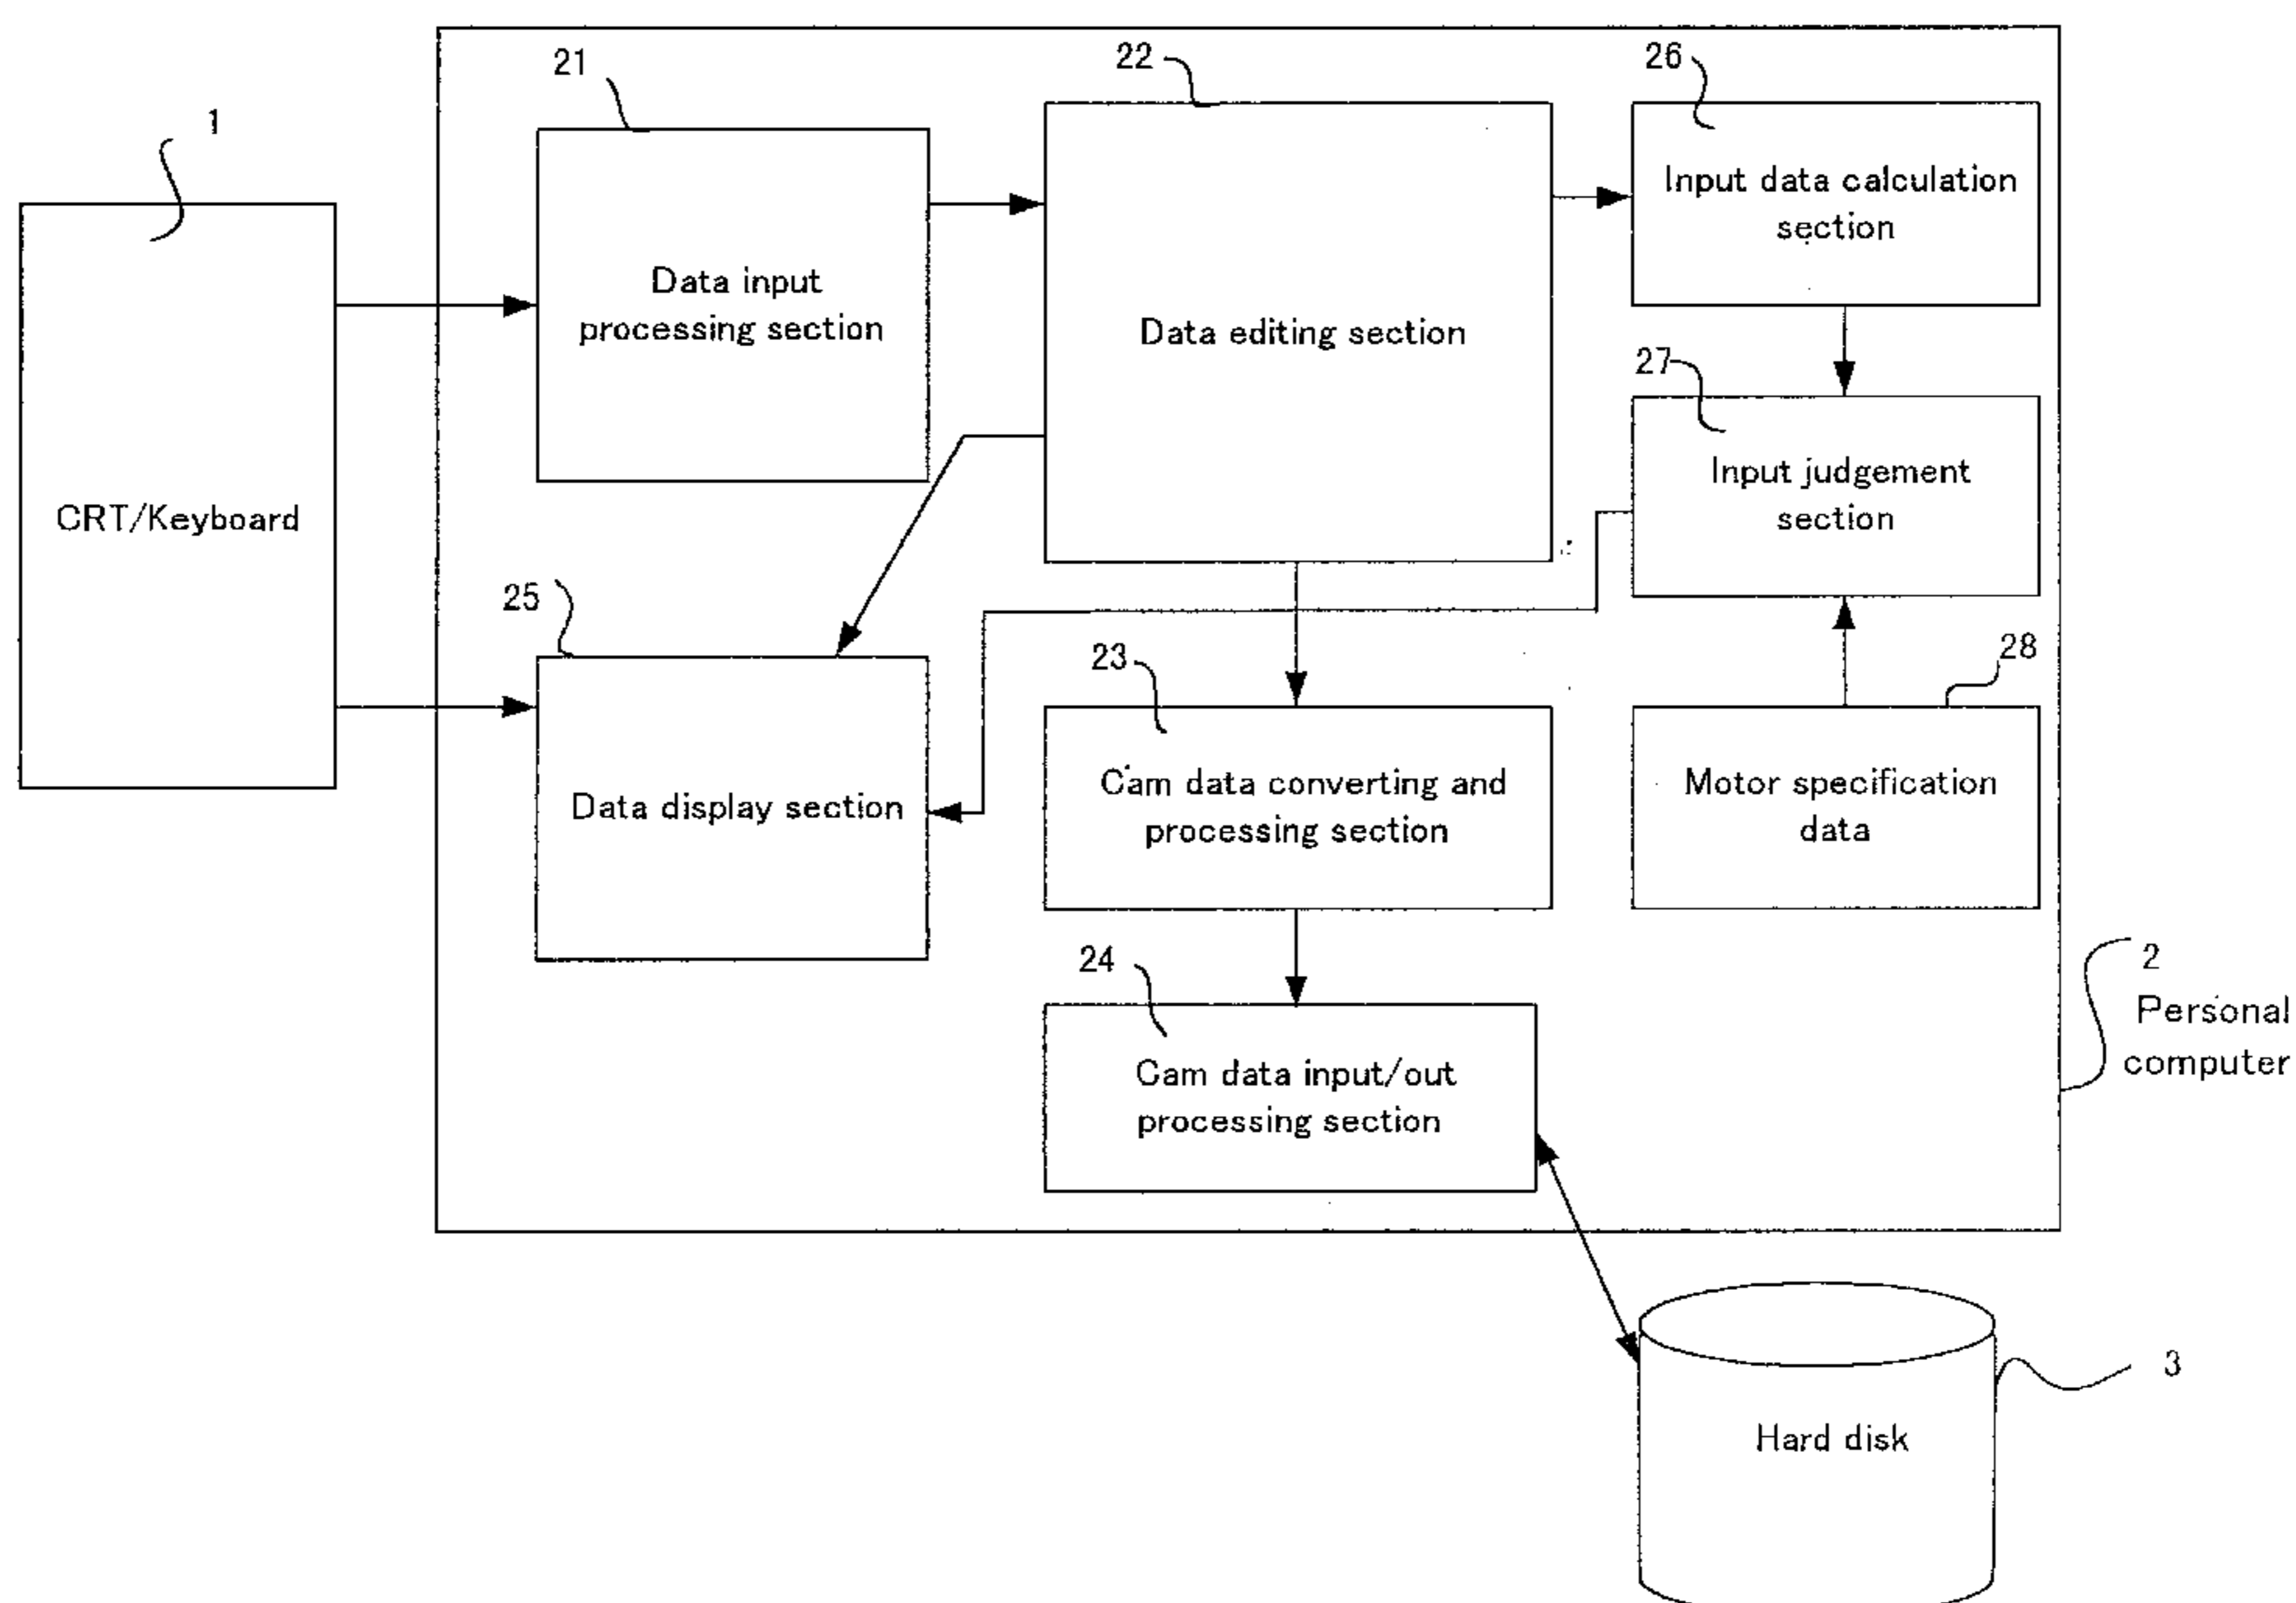 1
CRT/Keyboard
21
Data input
processing section
22
Data editing section
26
Input data calculation
section
27
Input judgement
section
25
Data display section
23
Cam data converting and
processing section
28
Motor specification
data
24
Cam data input/out
processing section
2
Personal
computer
3
Hard disk